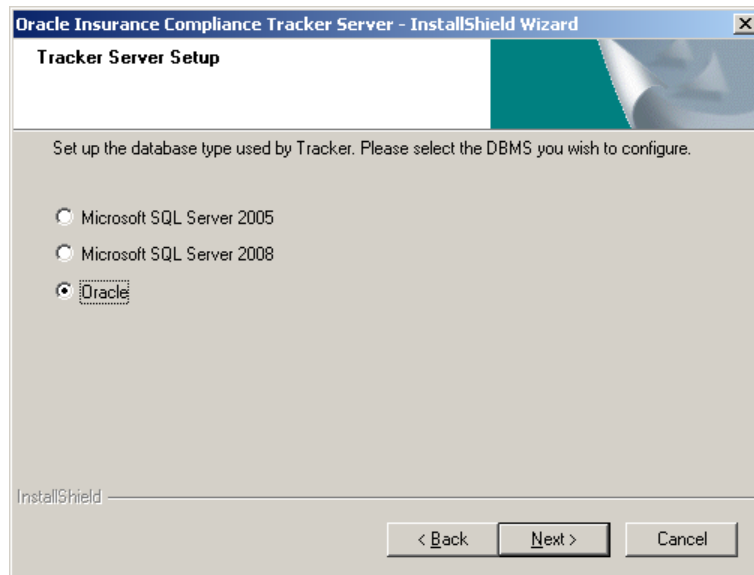 Oracle Insurance Compliance Tracker Server - InstallShield Wizard
Tracker Server Setup
Set up the database type used by Tracker. Please select the DBMS you wish to configure.
Microsoft SQL Server 2005
Microsoft SQL Server 2008
Oracle
InstallShield
< Back
Next >
Cancel